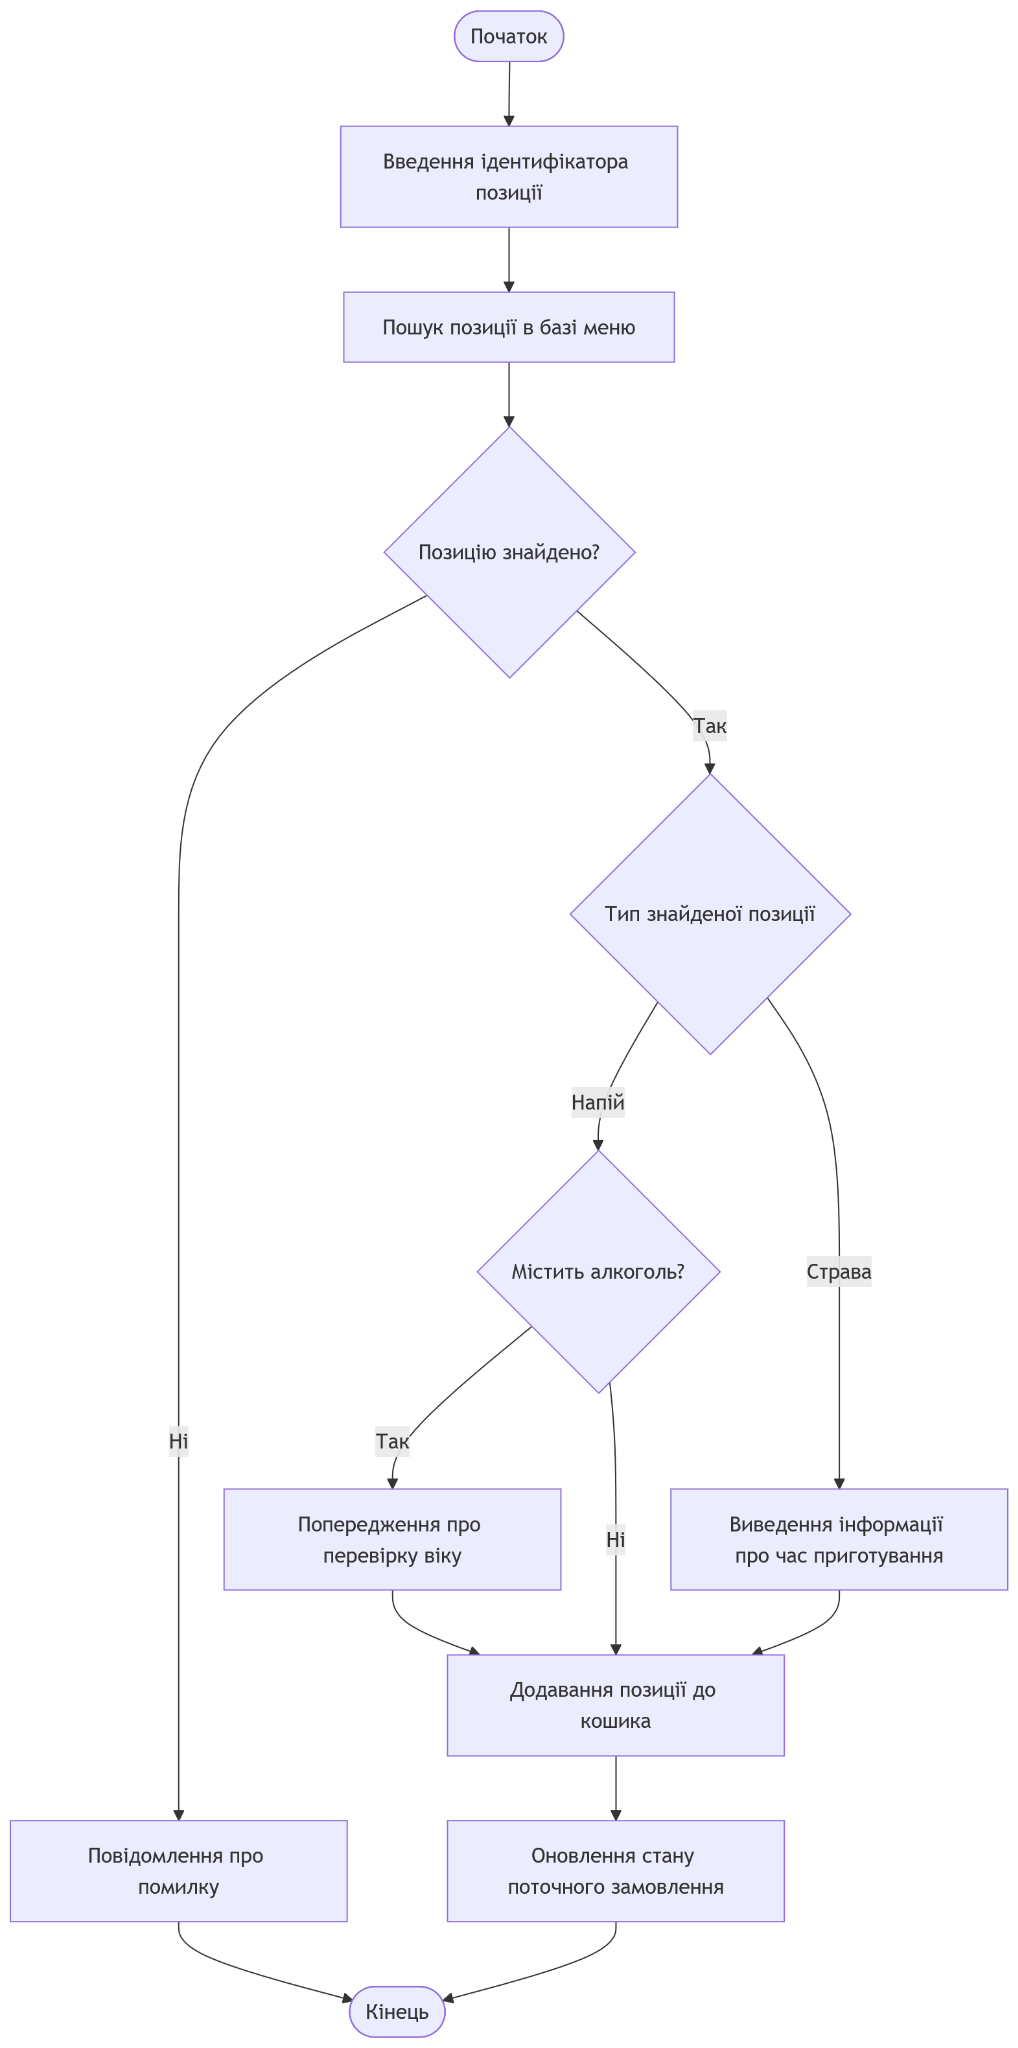 Початок
Введення ідентифікатора
позиції
Пошук позиції в базі меню
Позицію знайдено?
Так
Тип знайденої позиції
Напій
Містить алкоголь?
Страва
Ні
Так
Попередження про
перевірку віку
Ні
Виведення інформації
про час приготування
Додавання позиції до
кошика
Повідомлення про
помилку
Оновлення стану
поточного замовлення
Кінець